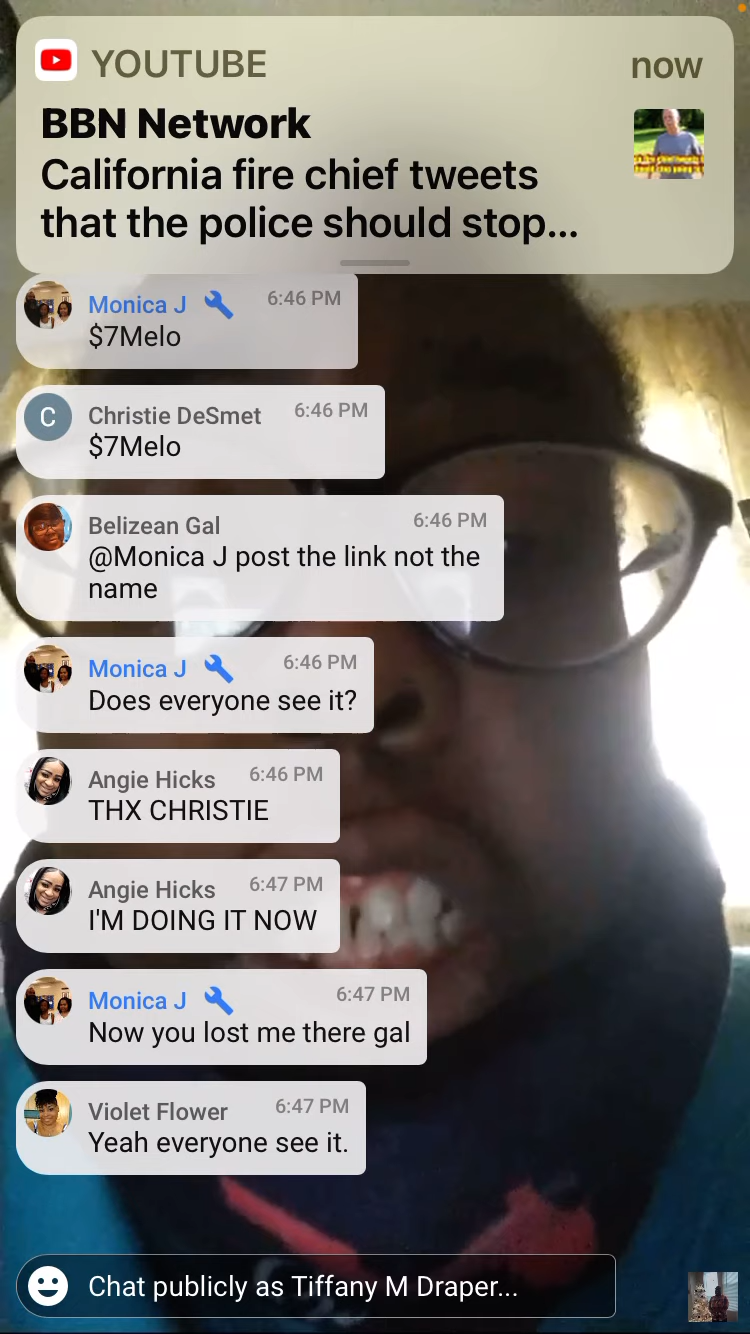 YOUTUBE
now
BBN Network
California fire chief tweets
that the police should stop...
Monica J
6:46 PM
$7Melo
C
Christie DeSmet
6:46 PM
$7Melo
Belizean Gal
6:46 PM
@Monica J post the link not the
name
Monica J
6:46 PM
Does everyone see it?
Angie Hicks
6:46 PM
THX CHRISTIE
Angie Hicks
6:47 PM
I'M DOING IT NOW
Monica J
6:47 PM
Now you lost me there gal
Violet Flower
6:47 PM
Yeah everyone see it.
Chat publicly as Tiffany M Draper...